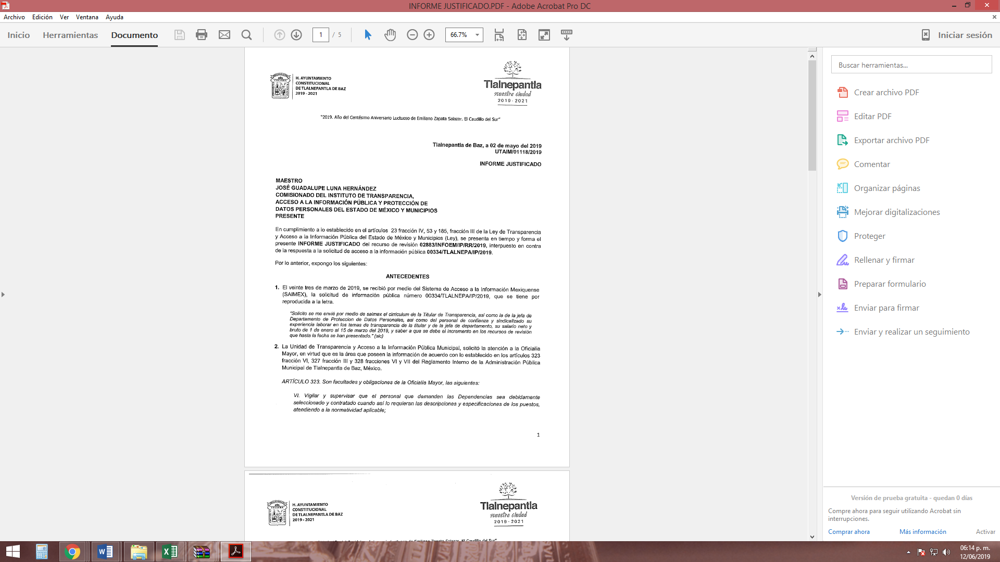 INFORME JUSTIFICADO.PDF - Adobe Acrobat Pro DC
Archivo Edición Ver Ventana Ayuda
Inicio Herramientas Documento 1 / 5 66.7% Iniciar sesión
H. AYUNTAMIENTO
CONSTITUCIONAL
DE TLALNEPANTLA DE BAZ
2019 - 2021
Tlalnepantla
nuestra ciudad
2019 - 2021
"2019. Año del Centésimo Aniversario Luctuoso de Emiliano Zapata Salazar. El Caudillo del Sur"
Tlalnepantla de Baz, a 02 de mayo del 2019
UTAIM/01118/2019
INFORME JUSTIFICADO
MAESTRO
JOSÉ GUADALUPE LUNA HERNÁNDEZ
COMISIONADO DEL INSTITUTO DE TRANSPARENCIA,
ACCESO A LA INFORMACIÓN PÚBLICA Y PROTECCIÓN DE
DATOS PERSONALES DEL ESTADO DE MÉXICO Y MUNICIPIOS
PRESENTE
En cumplimiento a lo establecido en el artículos 23 fracción IV, 53 y 185, fracción III de la Ley de Transparencia
y Acceso a la Información Pública del Estado de México y Municipios (Ley), se presenta en tiempo y forma el
presente INFORME JUSTIFICADO del recurso de revisión 02883/INFOEM/IP/RR/2019, interpuesto en contra
de la respuesta a la solicitud de acceso a la información pública 00334/TLALNEPA/IP/2019.
Por lo anterior, expongo los siguientes:
ANTECEDENTES
1. El veinte tres de marzo de 2019, se recibió por medio del Sistema de Acceso a la Información Mexiquense
(SAIMEX), la solicitud de información pública número 00334/TLALNEPA/IP/2019, que se tiene por
reproducida a la letra.
"Solicito se me envié por medio de saimex el cirriculum de la Titular de Transparencia, asi como la de la jefa de
Departamento de Proteccion de Datos Personales, asi como del personal de confianza y sindicalizado su
experiencia laborar en los temas de transparencia de la titular y de la jefa de departamento, su salario neto y
bruto de 1 de enero al 15 de marzo del 2019, y saber a que se debe el incremento en los recursos de revisión
que hasta la fecha se han presentado." (sic)
2. La Unidad de Transparencia y Acceso a la Información Pública Municipal, solicitó la atención a la Oficialía
Mayor, en virtud que es la área que poseen la información de acuerdo con lo establecido en los artículos 323
fracción VI, 327 fracción III y 328 fracciones VI y VII del Reglamento Interno de la Administración Pública
Municipal de Tlalnepantla de Baz, México.
ARTÍCULO 323. Son facultades y obligaciones de la Oficialía Mayor, las siguientes:
VI. Vigilar y supervisar que el personal que demanden las Dependencias sea debidamente
seleccionado y contratado cuando así lo requieran las descripciones y especificaciones de los puestos,
atendiendo a la normatividad aplicable;
1
H. AYUNTAMIENTO
CONSTITUCIONAL
DE TLALNEPANTLA DE BAZ
2019 - 2021
Tlalnepantla
nuestra ciudad
2019 - 2021
Buscar herramientas...
Crear archivo PDF
Editar PDF
Exportar archivo PDF
Comentar
Organizar páginas
Mejorar digitalizaciones
Proteger
Rellenar y firmar
Preparar formulario
Enviar para firmar
Enviar y realizar un seguimiento
Versión de prueba gratuita - quedan 0 días
Compre ahora para seguir utilizando Acrobat sin
interrupciones.
Comprar ahora Más información Activar
06:14 p. m.
12/06/2019